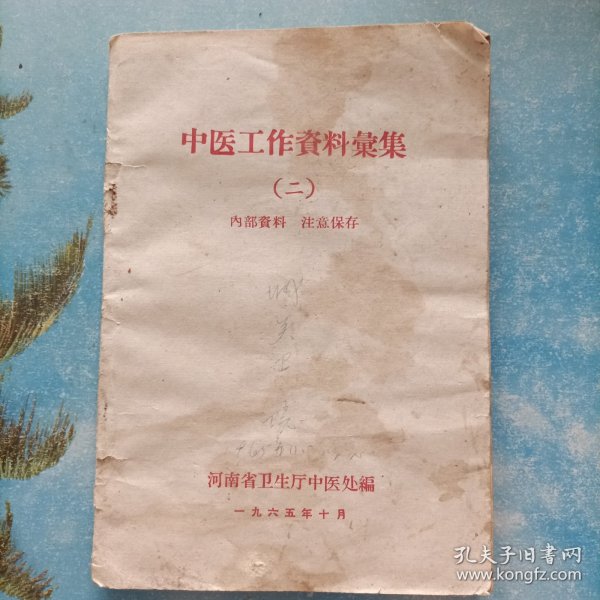 中医工作資料彙集
（二）
内部資料 注意保存
河南省卫生厅中医处編
一九六五年十月
孔夫子旧书网
www.kongfz.com